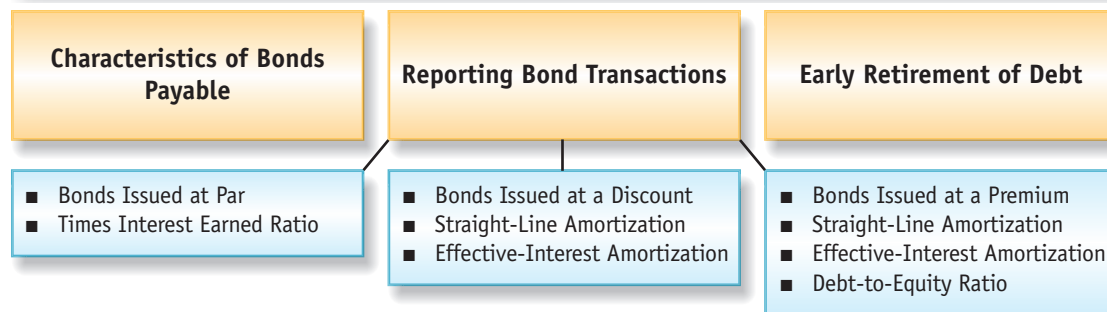 Characteristics of Bonds
Payable
Reporting Bond Transactions
Early Retirement of Debt
■ Bonds Issued at Par
■ Times Interest Earned Ratio
■ Bonds Issued at a Discount
■ Straight-Line Amortization
■ Effective-Interest Amortization
■ Bonds Issued at a Premium
■ Straight-Line Amortization
■ Effective-Interest Amortization
■ Debt-to-Equity Ratio